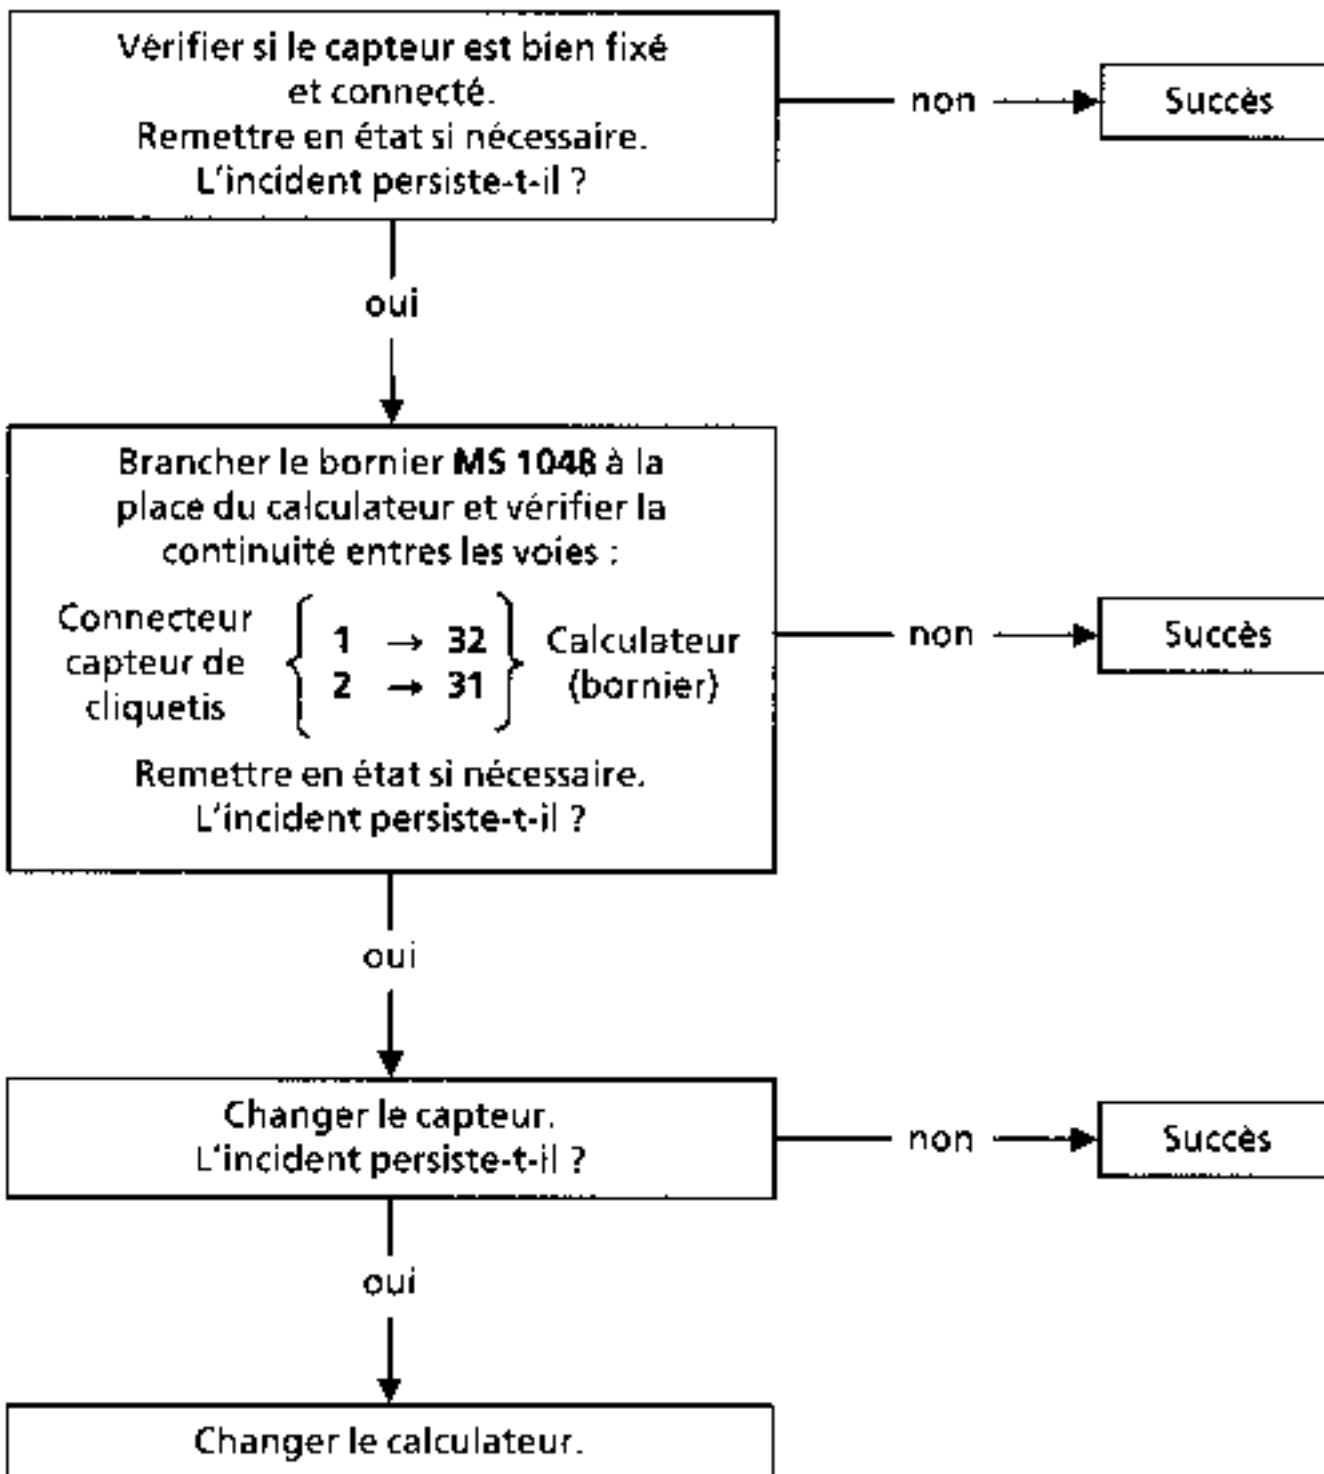 Vérifier si le capteur est bien fixé
et connecté.
Remettre en état si nécessaire.
L'incident persiste-t-il ?
non
Succès
oui
Brancher le bornier MS 1048 à la
place du calculateur et vérifier la
continuité entres les voies :
Connecteur
capteur de
cliquetis
1 → 32
2 → 31
Calculateur
(bornier)
Remettre en état si nécessaire.
L'incident persiste-t-il ?
non
Succès
oui
Changer le capteur.
L'incident persiste-t-il ?
non
Succès
oui
Changer le calculateur.